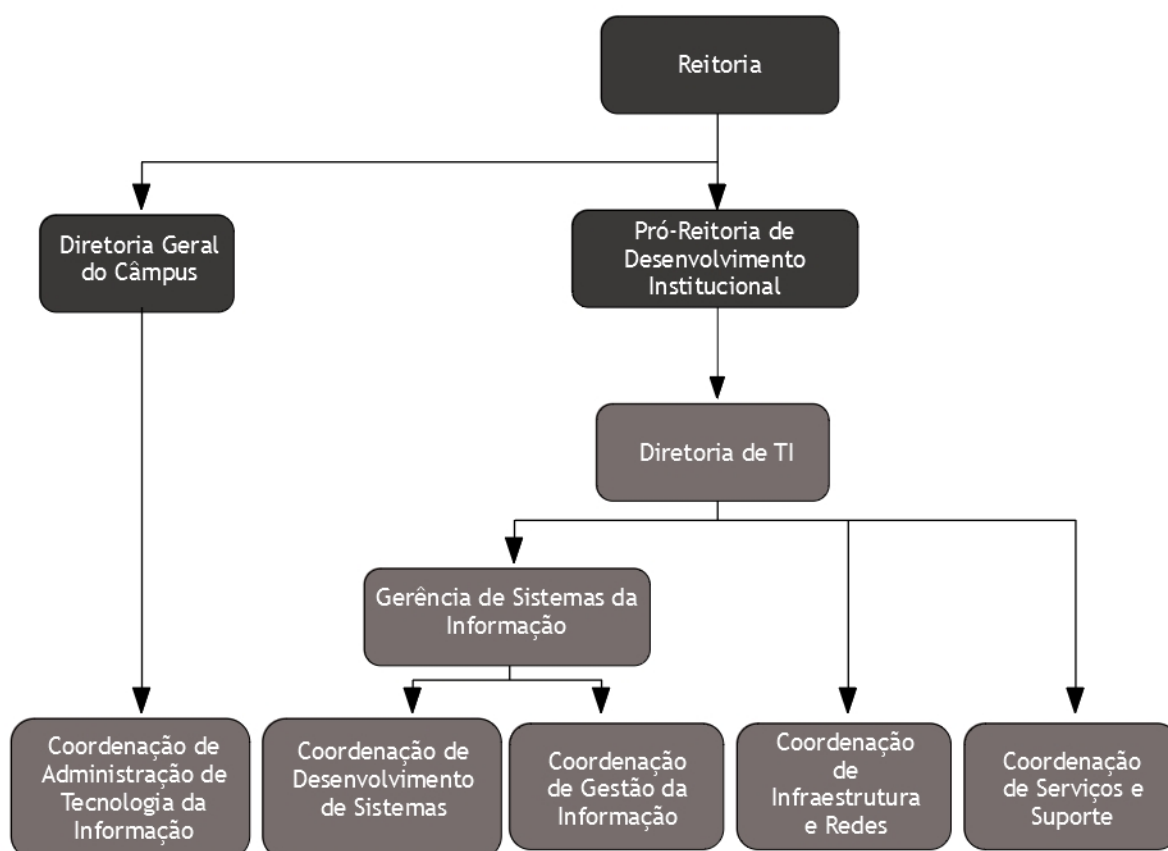 Reitoria
Diretoria Geral
do Câmpus
Pró-Reitoria de
Desenvolvimento
Institucional
Diretoria de TI
Gerência de Sistemas da
Informação
Coordenação de
Administração de
Tecnologia da
Informação
Coordenação de
Desenvolvimento
de Sistemas
Coordenação
de Gestão da
Informação
Coordenação
de
Infraestrutura
e Redes
Coordenação
de Serviços e
Suporte